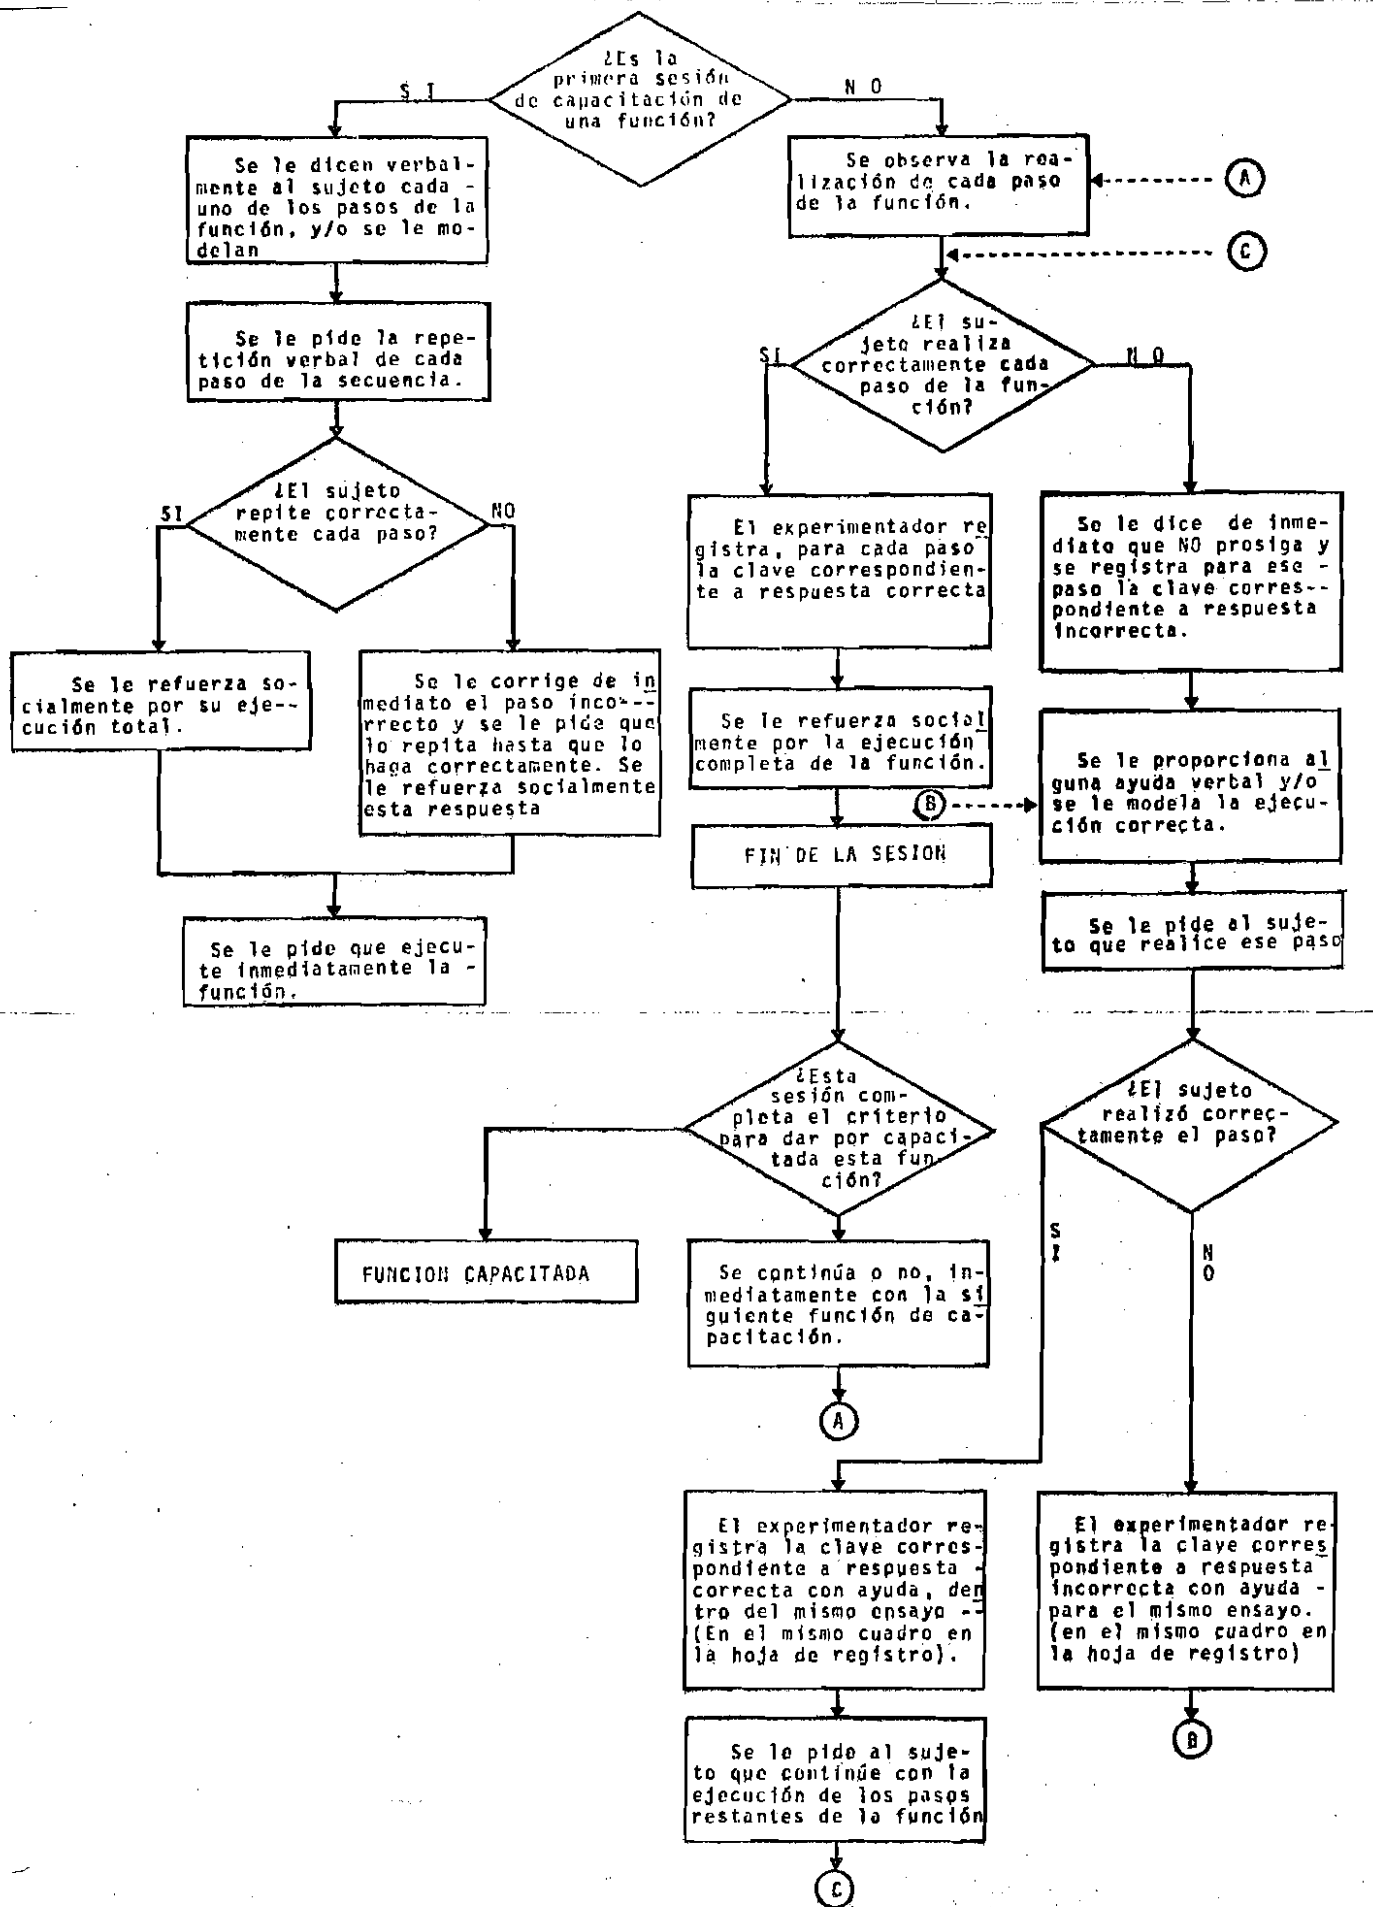 ¿Es la
primera sesión
de capacitación de
una función?
S I
N O
Se le dicen verbal-
mente al sujeto cada -
uno de los pasos de la
función, y/o se le mo-
delan
Se observa la rea-
lización de cada paso
de la función.
A
C
Se le pide la repe-
tición verbal de cada
paso de la secuencia.
¿El su-
jeto realiza
correctamente cada
paso de la fun-
ción?
SI
N O
¿El sujeto
repite correcta-
mente cada paso?
SI
NO
El experimentador re
gistra, para cada paso
la clave correspondien-
te a respuesta correcta
Se le dice de inme-
diato que NO prosiga y
se registra para ese -
paso la clave corres--
pondiente a respuesta
incorrecta.
Se le refuerza so-
cialmente por su eje--
cución total.
Se le corrige de in
mediato el paso inco---
rrecto y se le pide que
lo repita hasta que lo
haga correctamente. Se
le refuerza socialmente
esta respuesta
Se le refuerza social
mente por la ejecución
completa de la función.
B
Se le proporciona al
guna ayuda verbal y/o
se le modela la ejecu-
ción correcta.
FIN DE LA SESION
Se le pide al suje-
to que realice ese paso
Se le pide que ejecu-
te inmediatamente la -
función.
¿Esta
sesión com-
pleta el criterio
para dar por capaci-
tada esta fun-
ción?
¿El sujeto
realizó correc-
tamente el paso?
S
I
N
O
FUNCION CAPACITADA
Se continúa o no, in-
mediatamente con la si
guiente función de ca-
pacitación.
A
El experimentador re-
gistra la clave corres-
pondiente a respuesta -
correcta con ayuda, den
tro del mismo ensayo --
(En el mismo cuadro en
la hoja de registro).
El experimentador re-
gistra la clave corres
pondiente a respuesta
incorrecta con ayuda -
para el mismo ensayo.
(en el mismo cuadro en
la hoja de registro)
B
Se le pide al suje-
to que continúe con la
ejecución de los pasos
restantes de la función
C